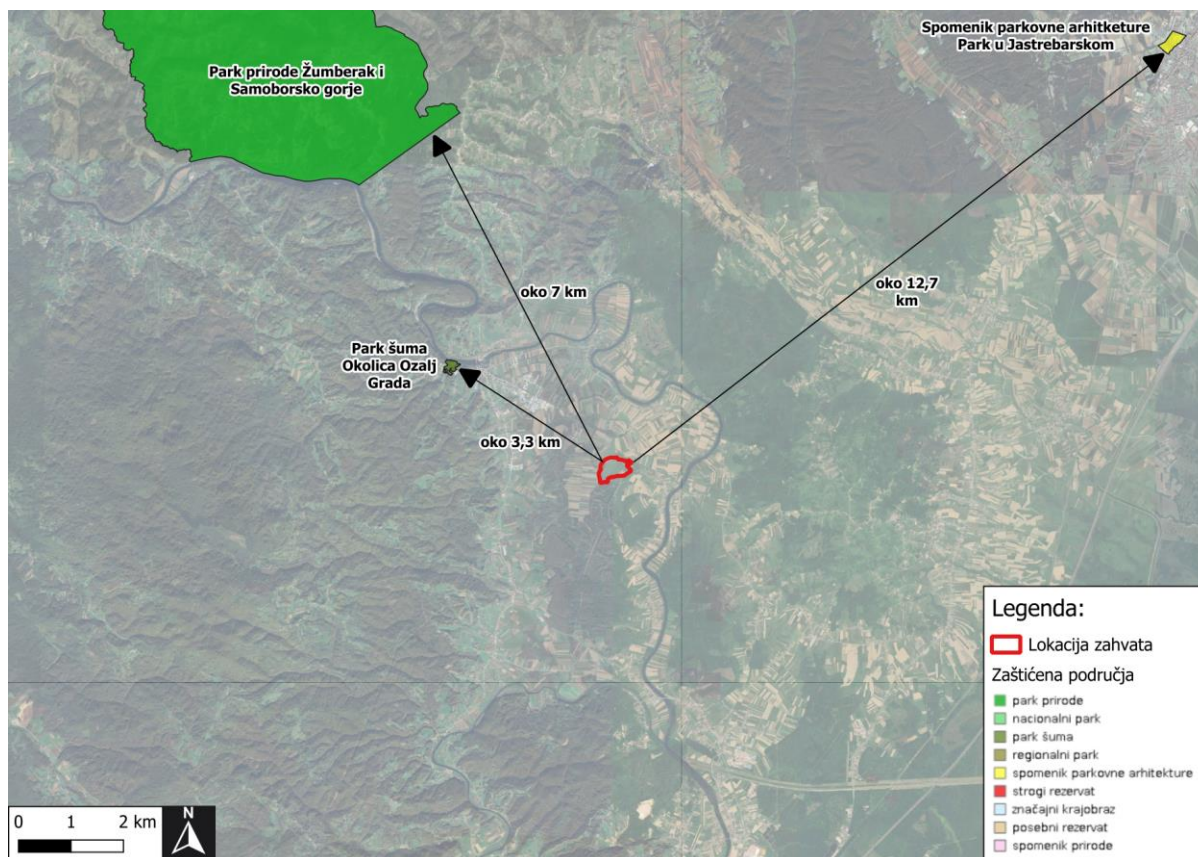 Spomenik parkovne arhitketure
Park u Jastrebarskom
Park prirode Žumberak i
Samoborsko gorje
oko 7 km
oko 12,7
km
Park šuma
Okolica Ozalj
Grada
oko 3,3 km
Legenda:
Lokacija zahvata
Zaštićena područja
park prirode
nacionalni park
park šuma
regionalni park
spomenik parkovne arhitekture
strogi rezervat
značajni krajobraz
posebni rezervat
spomenik prirode
0 1 2 km
N